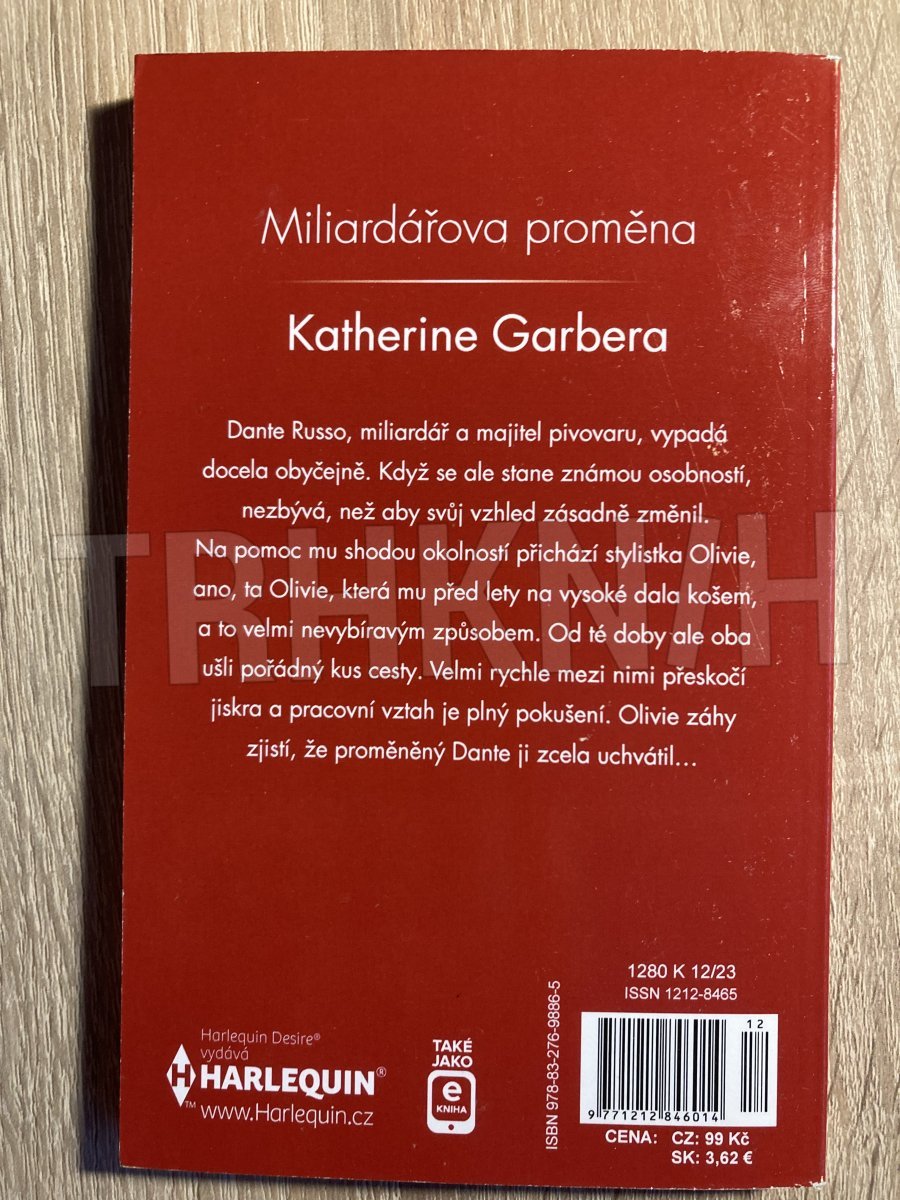 Miliardářova proměna
Katherine Garbera
Dante Russo, miliardář a majitel pivovaru, vypadá
docela obyčejně. Když se ale stane známou osobností,
nezbývá, než aby svůj vzhled zásadně změnil.
Na pomoc mu shodou okolností přichází stylistka Olivie,
ano, ta Olivie, která mu před lety na vysoké dala košem,
a to velmi nevybíravým způsobem. Od té doby ale oba
ušli pořádný kus cesty. Velmi rychle mezi nimi přeskočí
jiskra a pracovní vztah je plný pokušení. Olivie záhy
zjistí, že proměněný Dante ji zcela uchvátil...
TRHKNIH
1280 K 12/23
ISSN 1212-8465
ISBN 978-83-276-9886-5
12
9 771212 846014
CENA: CZ: 99 Kč
SK: 3,62 €
Harlequin Desire®
vydává
HARLEQUIN®
™ www.Harlequin.cz
TAKÉ
JAKO
e
KNIHA